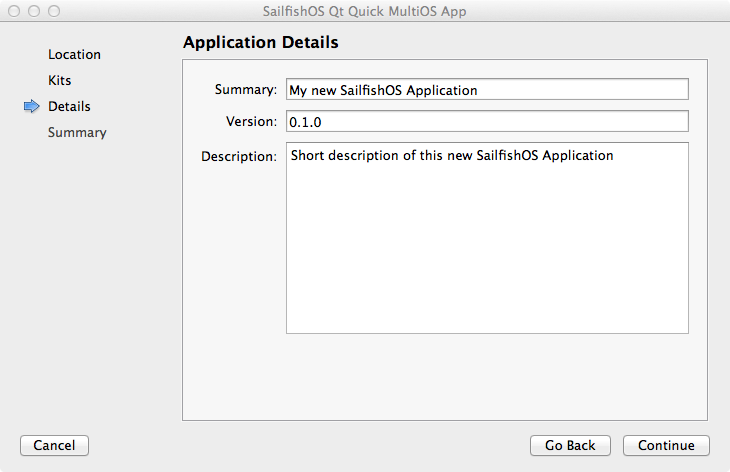 SailfishOS Qt Quick MultiOS App
Location
Kits
Details
Summary
Application Details
Summary: My new SailfishOS Application
Version: 0.1.0
Description: Short description of this new SailfishOS Application
Cancel
Go Back
Continue